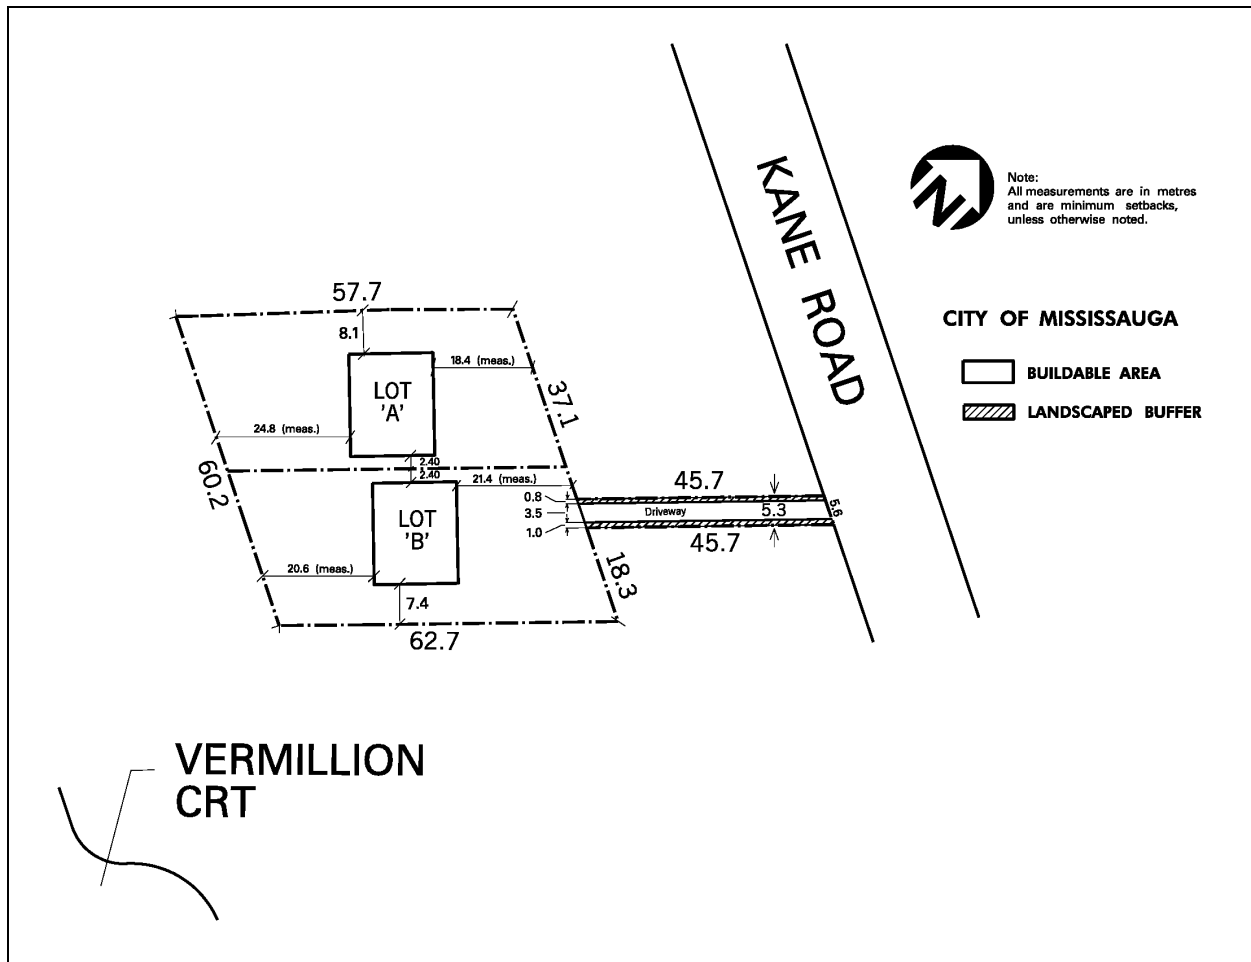 KANE ROAD
N
Note:
All measurements are in metres
and are minimum setbacks,
unless otherwise noted.
CITY OF MISSISSAUGA
BUILDABLE AREA
LANDSCAPED BUFFER
57.7
8.1
18.4 (meas.)
LOT
'A'
37.1
24.8 (meas.)
2.40
2.40
60.2
21.4 (meas.)
45.7
0.8
3.5
1.0
Driveway
5.3
5.6
45.7
LOT
'B'
20.6 (meas.)
18.3
7.4
62.7
VERMILLION
CRT